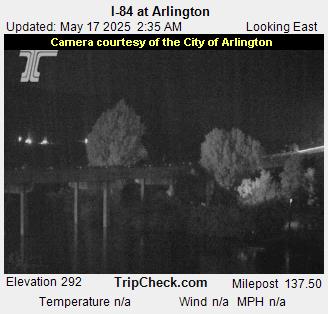 I-84 at Arlington
Updated: May 17 2025 2:35 AM Looking East
Camera courtesy of the City of Arlington
Elevation 292 TripCheck.com Milepost 137.50
Temperature n/a Wind n/a MPH n/a